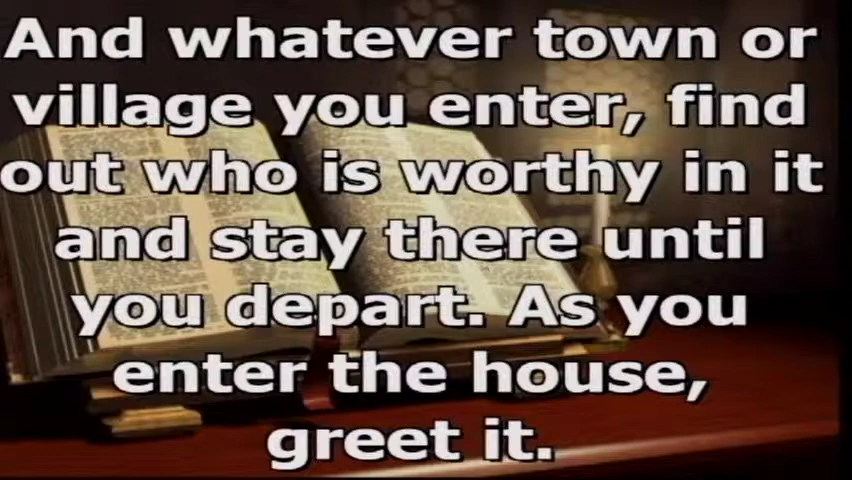 And whatever town or
village you enter, find
out who is worthy in it
and stay there until
you depart. As you
enter the house,
greet it.